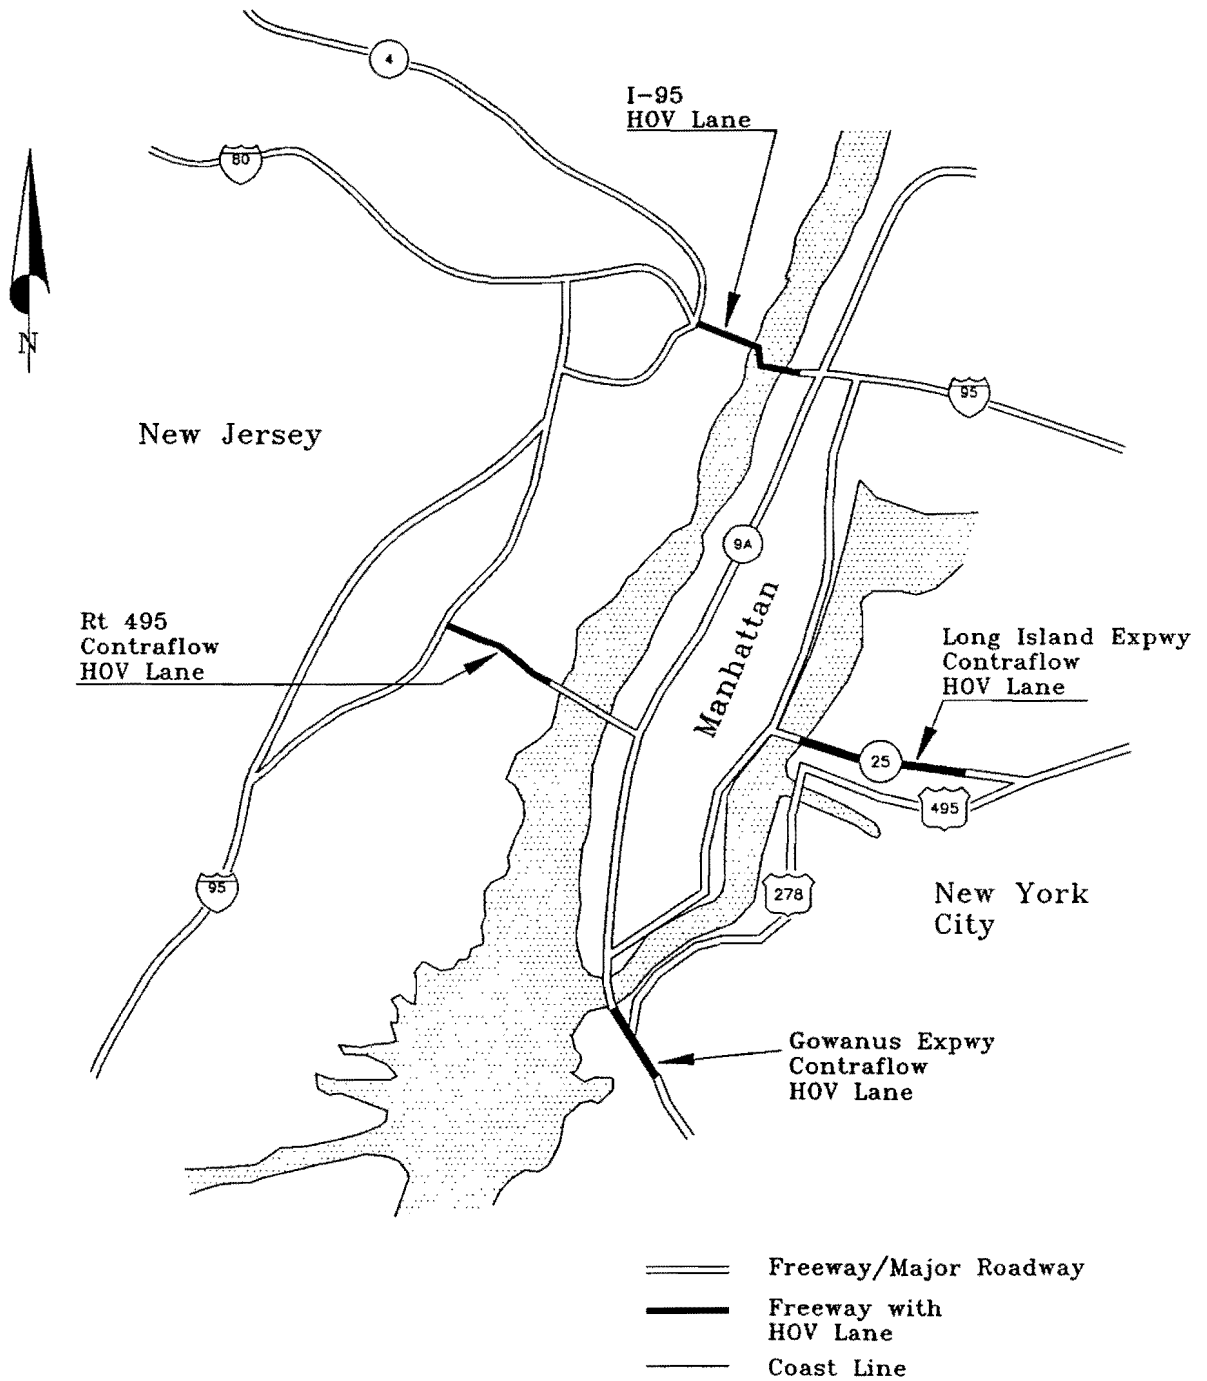 4
I-95
HOV Lane
80
N
95
New Jersey
9A
Manhattan
Rt 495
Contraflow
HOV Lane
Long Island Expwy
Contraflow
HOV Lane
25
495
95
278
New York
City
Gowanus Expwy
Contraflow
HOV Lane
Freeway/Major Roadway
Freeway with
HOV Lane
Coast Line